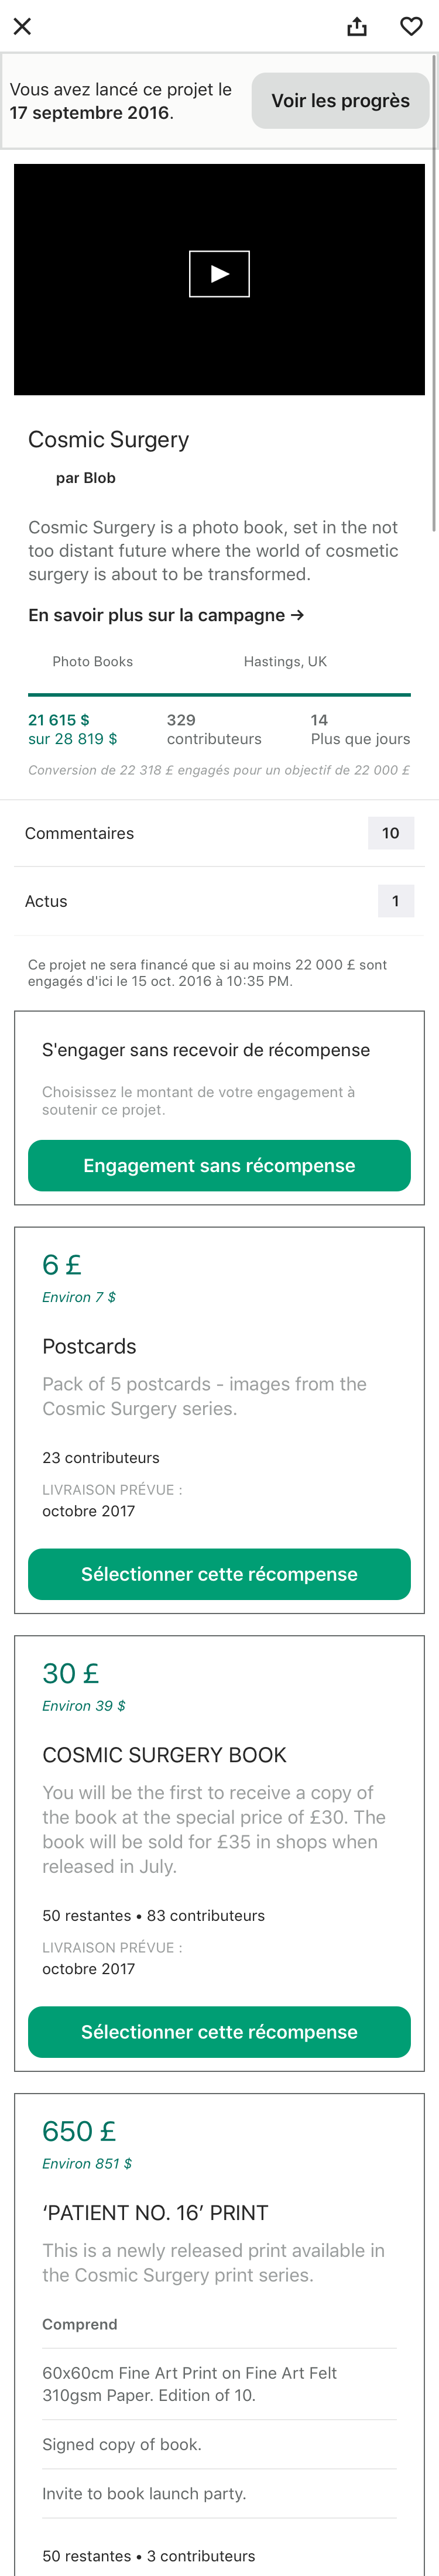 Vous avez lancé ce projet le
17 septembre 2016.
Voir les progrès
Cosmic Surgery
par Blob
Cosmic Surgery is a photo book, set in the not
too distant future where the world of cosmetic
surgery is about to be transformed.
En savoir plus sur la campagne →
Photo Books
Hastings, UK
21 615 $
sur 28 819 $
329
contributeurs
14
Plus que jours
Conversion de 22 318 £ engagés pour un objectif de 22 000 £
Commentaires
10
Actus
1
Ce projet ne sera financé que si au moins 22 000 £ sont
engagés d'ici le 15 oct. 2016 à 10:35 PM.
S'engager sans recevoir de récompense
Choisissez le montant de votre engagement à
soutenir ce projet.
Engagement sans récompense
6 £
Environ 7 $
Postcards
Pack of 5 postcards - images from the
Cosmic Surgery series.
23 contributeurs
LIVRAISON PRÉVUE :
octobre 2017
Sélectionner cette récompense
30 £
Environ 39 $
COSMIC SURGERY BOOK
You will be the first to receive a copy of
the book at the special price of £30. The
book will be sold for £35 in shops when
released in July.
50 restantes • 83 contributeurs
LIVRAISON PRÉVUE :
octobre 2017
Sélectionner cette récompense
650 £
Environ 851 $
‘PATIENT NO. 16’ PRINT
This is a newly released print available in
the Cosmic Surgery print series.
Comprend
60x60cm Fine Art Print on Fine Art Felt
310gsm Paper. Edition of 10.
Signed copy of book.
Invite to book launch party.
50 restantes • 3 contributeurs